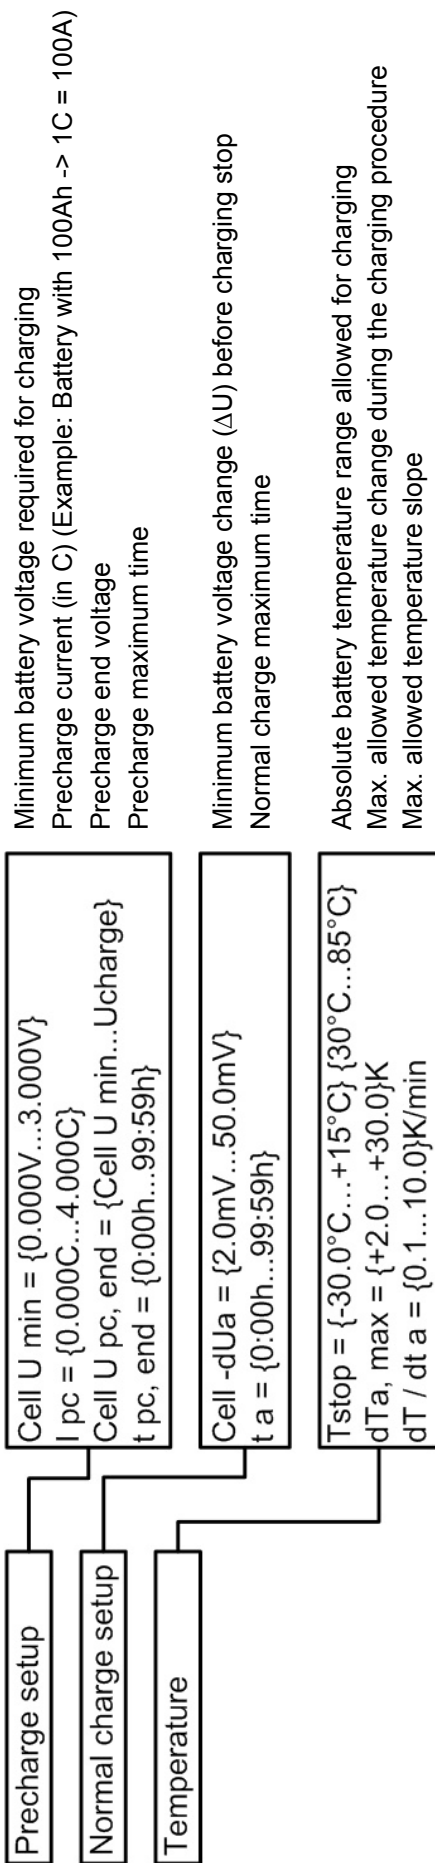 Precharge setup
Cell U min = {0.000V...3.000V}
I pc = {0.000C...4.000C}
Cell U pc, end = {Cell U min...Ucharge}
t pc, end = {0:00h...99:59h}
Minimum battery voltage required for charging
Precharge current (in C) (Example: Battery with 100Ah -> 1C = 100A)
Precharge end voltage
Precharge maximum time
Normal charge setup
Cell -dUa = {2.0mV...50.0mV}
t a = {0:00h...99:59h}
Minimum battery voltage change (ΔU) before charging stop
Normal charge maximum time
Temperature
Tstop = {-30.0°C...+15°C} {30°C...85°C}
dTa, max = {+2.0...+30.0}K
dT / dt a = {0.1...10.0}K/min
Absolute battery temperature range allowed for charging
Max. allowed temperature change during the charging procedure
Max. allowed temperature slope